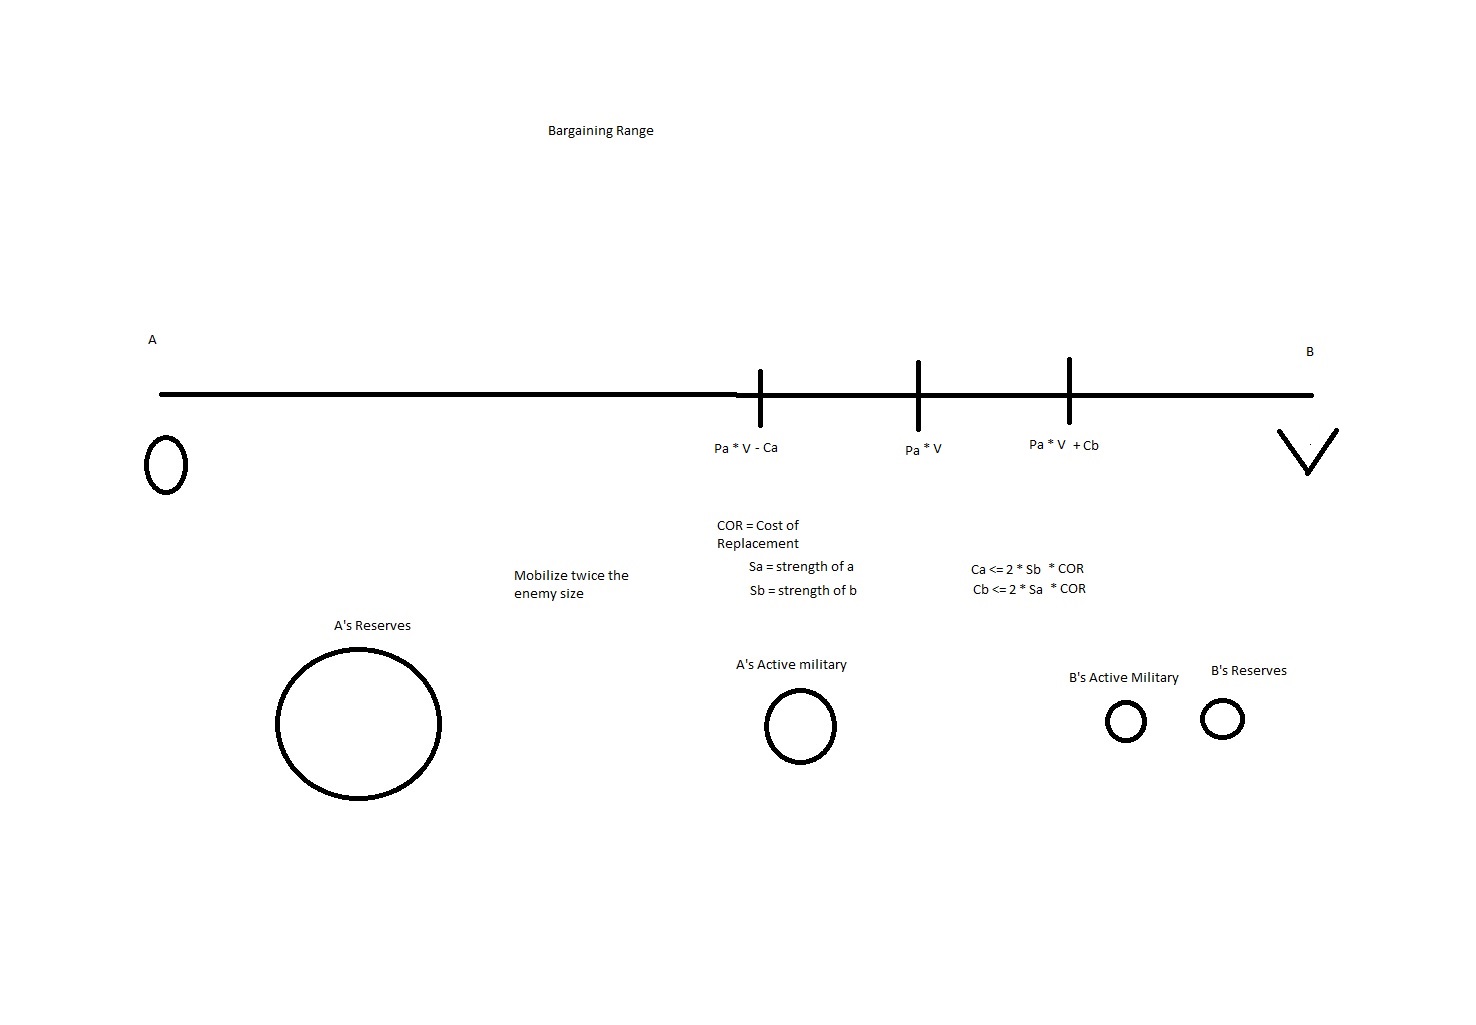 Bargaining Range
A
B
O
V
Pa * V - Ca
Pa * V
Pa * V + Cb
COR = Cost of
Replacement
Sa = strength of a
Sb = strength of b
Ca <= 2 * Sb * COR
Cb <= 2 * Sa * COR
Mobilize twice the
enemy size
A's Reserves
A's Active military
B's Active Military
B's Reserves